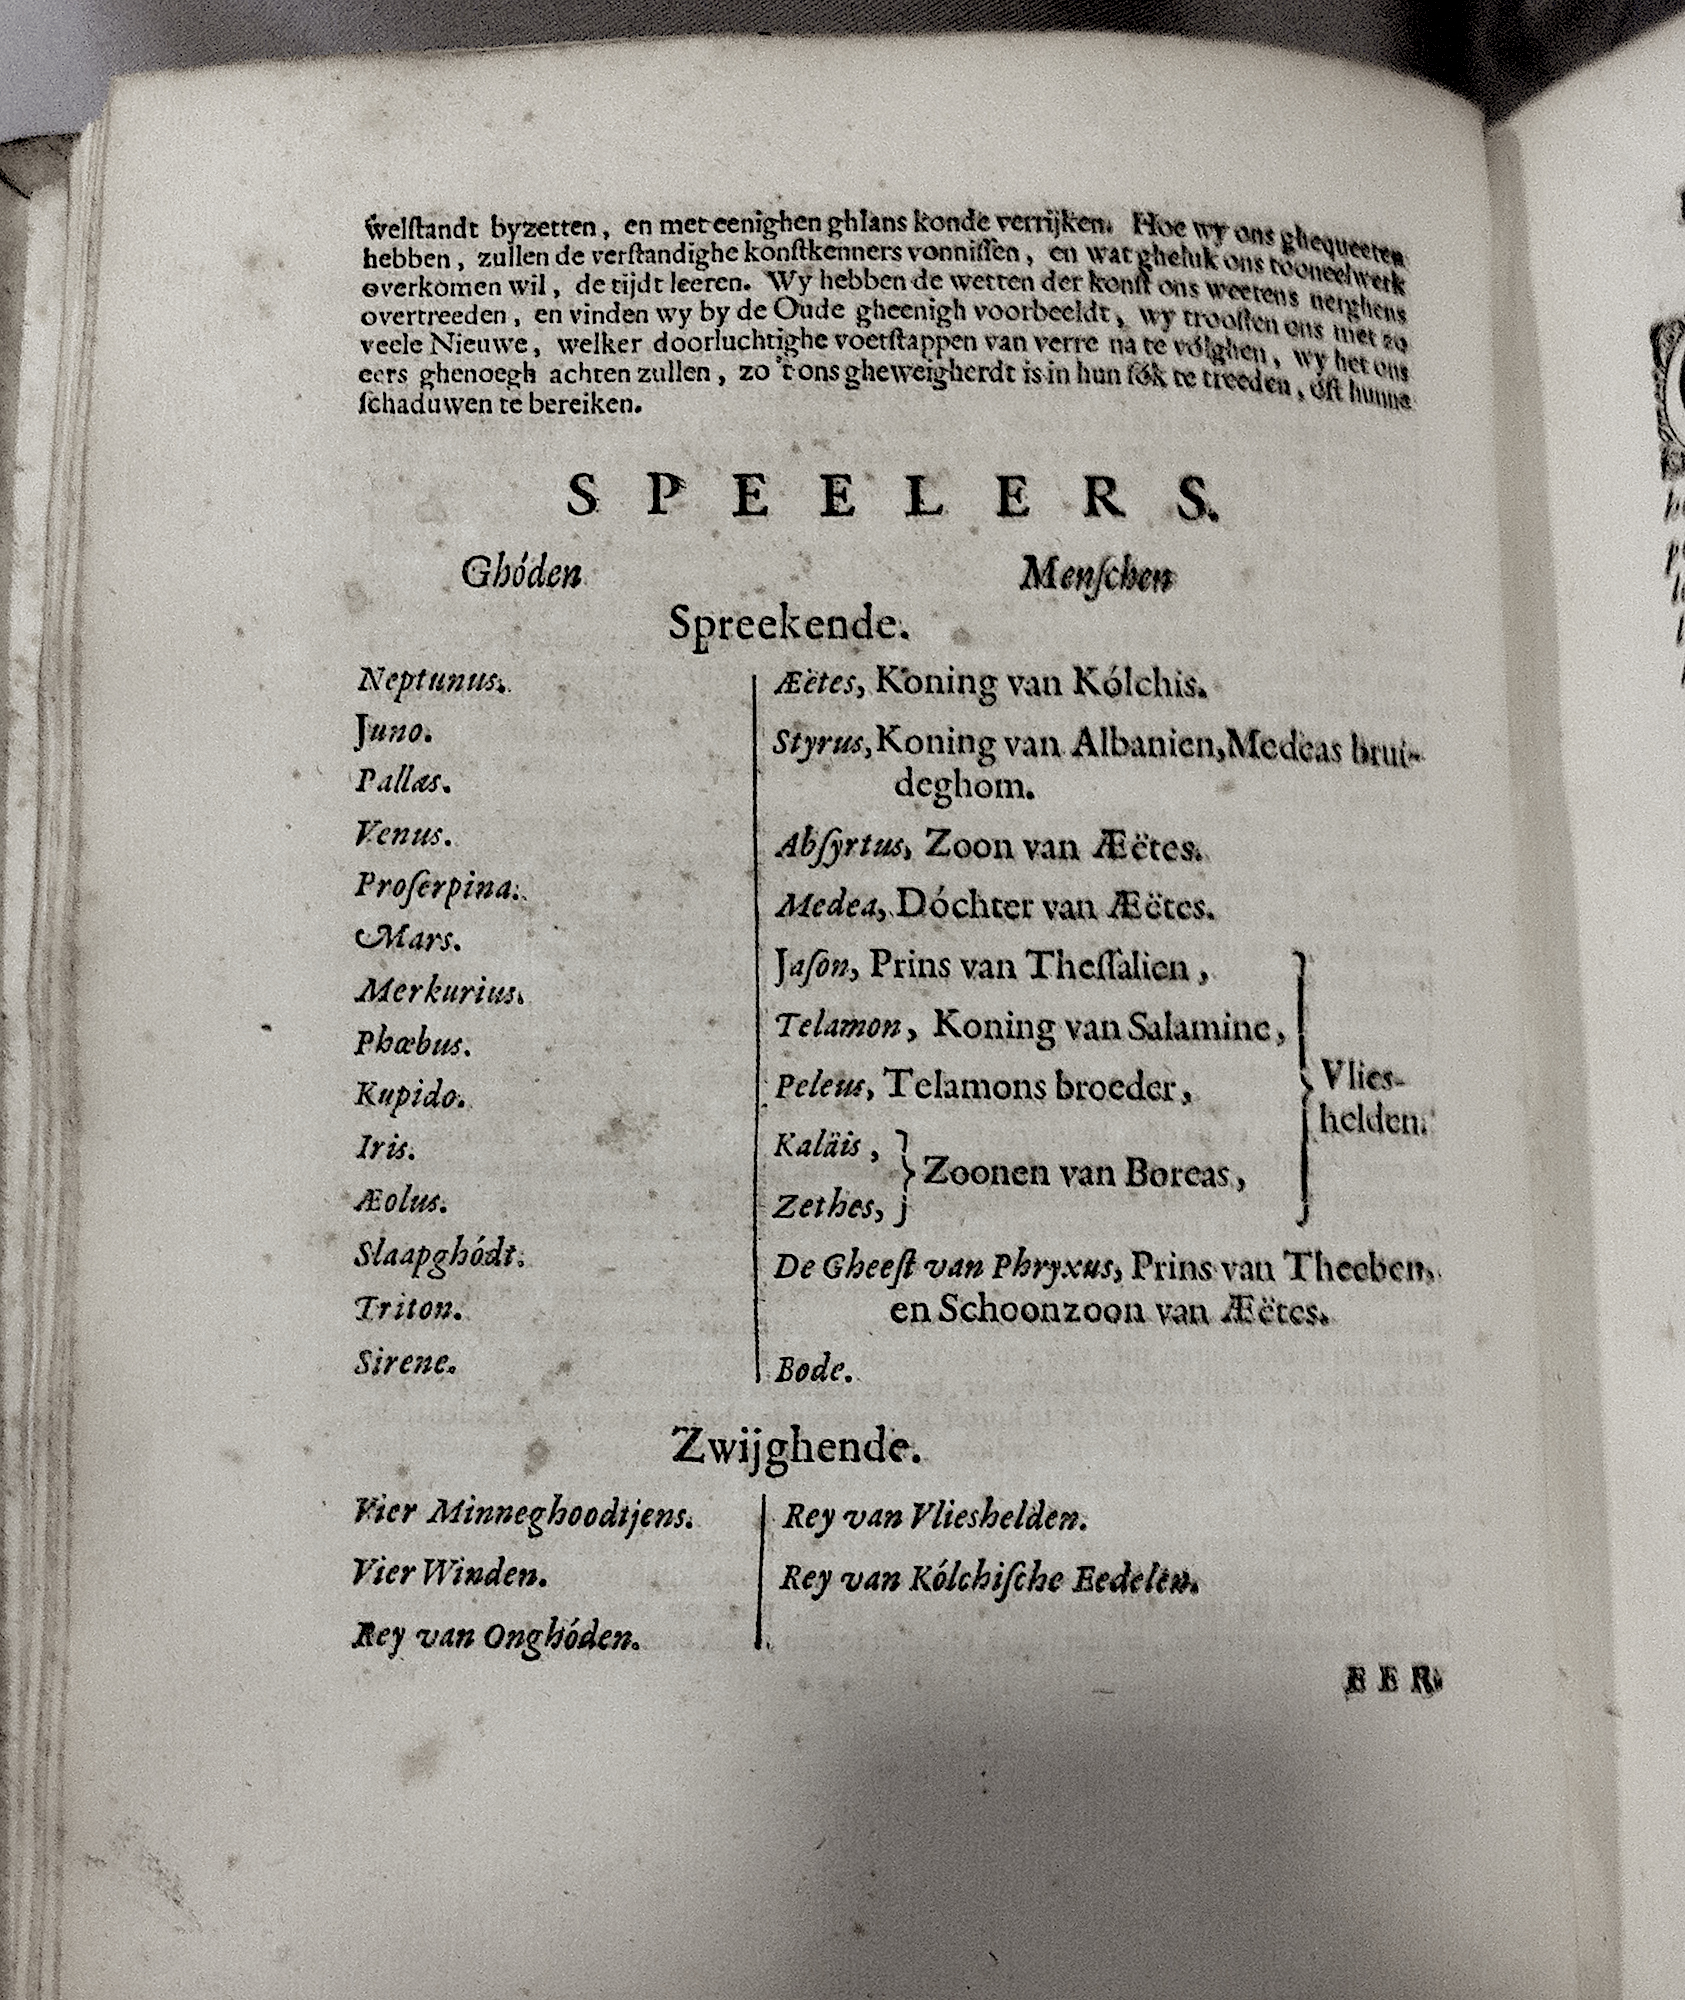 welſtandt byzetten, en met eenighen ghlans konde verrijken. Hoe wy ons ghequeeten
hebben, zullen de verſtandighe konſtkenners vonniſſen, en wat gheluk ons tooneelwerk
overkomen wil, de tijdt leeren. Wy hebben de wetten der konſt ons weetens nerghens
overtreeden, en vinden wy by de Oude gheenigh voorbeeldt, wy trooſten ons met zo
veele Nieuwe, welker doorluchtighe voetſtappen van verre na te vólghen, wy het ons
eers ghenoegh achten zullen, zo 't ons gheweigherdt is in hun ſók te treeden, óſt hunne
ſchaduwen te bereiken.
SPEELERS.
Ghóden Menſchen
Spreekende.
Neptunus.
Juno.
Pallas.
Venus.
Proſerpina.
Mars.
Merkurius.
Phœbus.
Kupido.
Iris.
Æolus.
Slaapghódt.
Triton.
Sirene.
Æëtes, Koning van Kólchis.
Styrus, Koning van Albanien, Medeas brui-
deghom.
Abſyrtus, Zoon van Æëtes.
Medea, Dóchter van Æëtes.
Jaſon, Prins van Theſſalien,
Telamon, Koning van Salamine,
Peleus, Telamons broeder,
Kaläis,
Zethes,
Zoonen van Boreas,
Vlies-
helden.
De Gheeſt van Phryxus, Prins van Theeben,
en Schoonzoon van Æëtes.
Bode.
Zwijghende.
Vier Minneghoodtjens.
Vier Winden.
Rey van Onghóden.
Rey van Vlieshelden.
Rey van Kólchiſche Eedelen.
EER